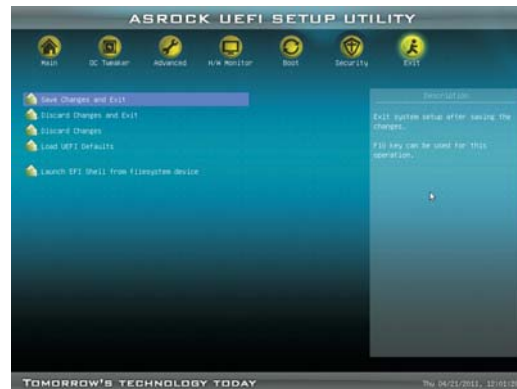 ASROCK UEFI SETUP UTILITY
Main OC Tweaker Advanced H/W Monitor Boot Security Exit
Save Changes and Exit
Discard Changes and Exit
Discard Changes
Load UEFI Defaults
Launch EFI Shell from filesystem device
Description
Exit system setup after saving the
changes.
F10 key can be used for this
operation.
TOMORROW'S TECHNOLOGY TODAY
Thu 04/21/2011,